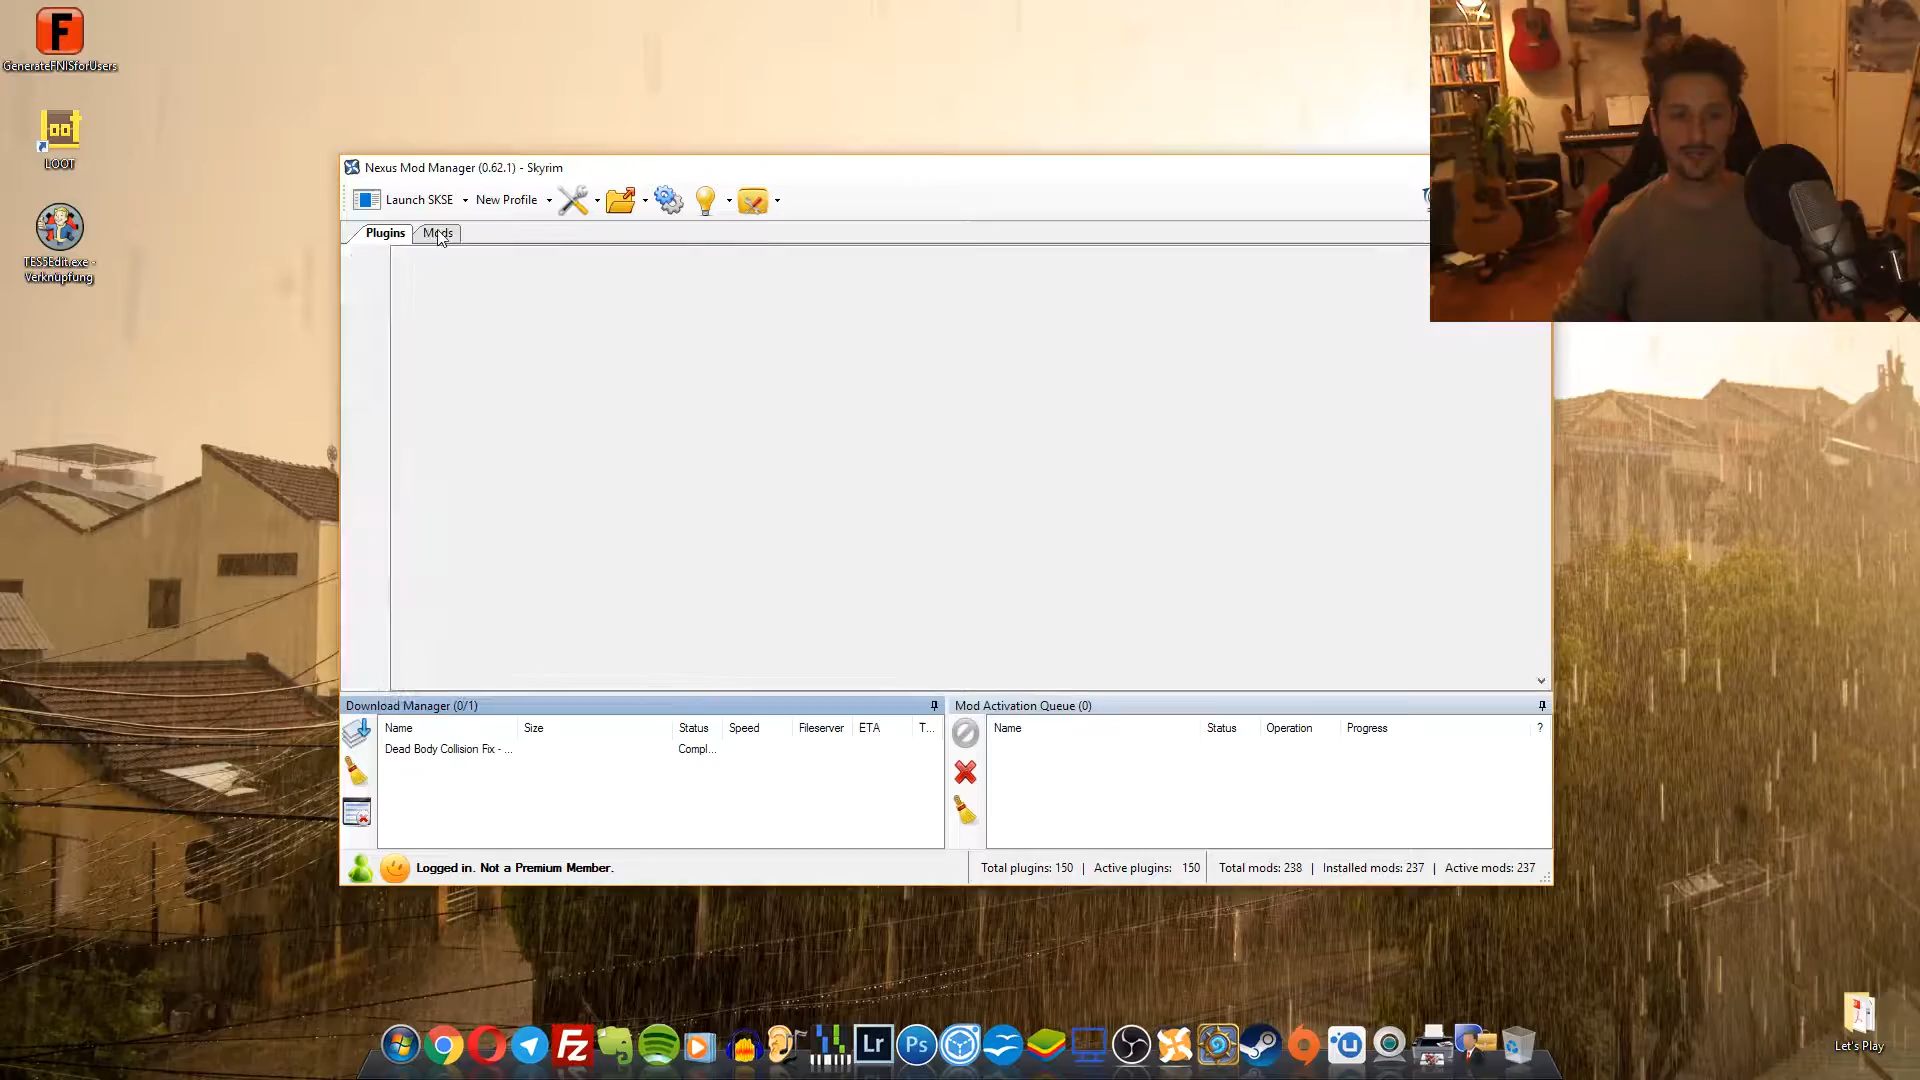 GenerateFNISforUsers
LOOT
TES5Edit.exe -
Verknüpfung
Nexus Mod Manager (0.62.1) - Skyrim
Launch SKSE
New Profile
Plugins
Mods
Download Manager (0/1)
Name Size Status Speed Fileserver ETA T...
Dead Body Collision Fix - ... Compl...
Mod Activation Queue (0)
Name Status Operation Progress ?
Logged in. Not a Premium Member.
Total plugins: 150 | Active plugins: 150
Total mods: 238 | Installed mods: 237 | Active mods: 237
Let's Play
Fz
Lr
Ps